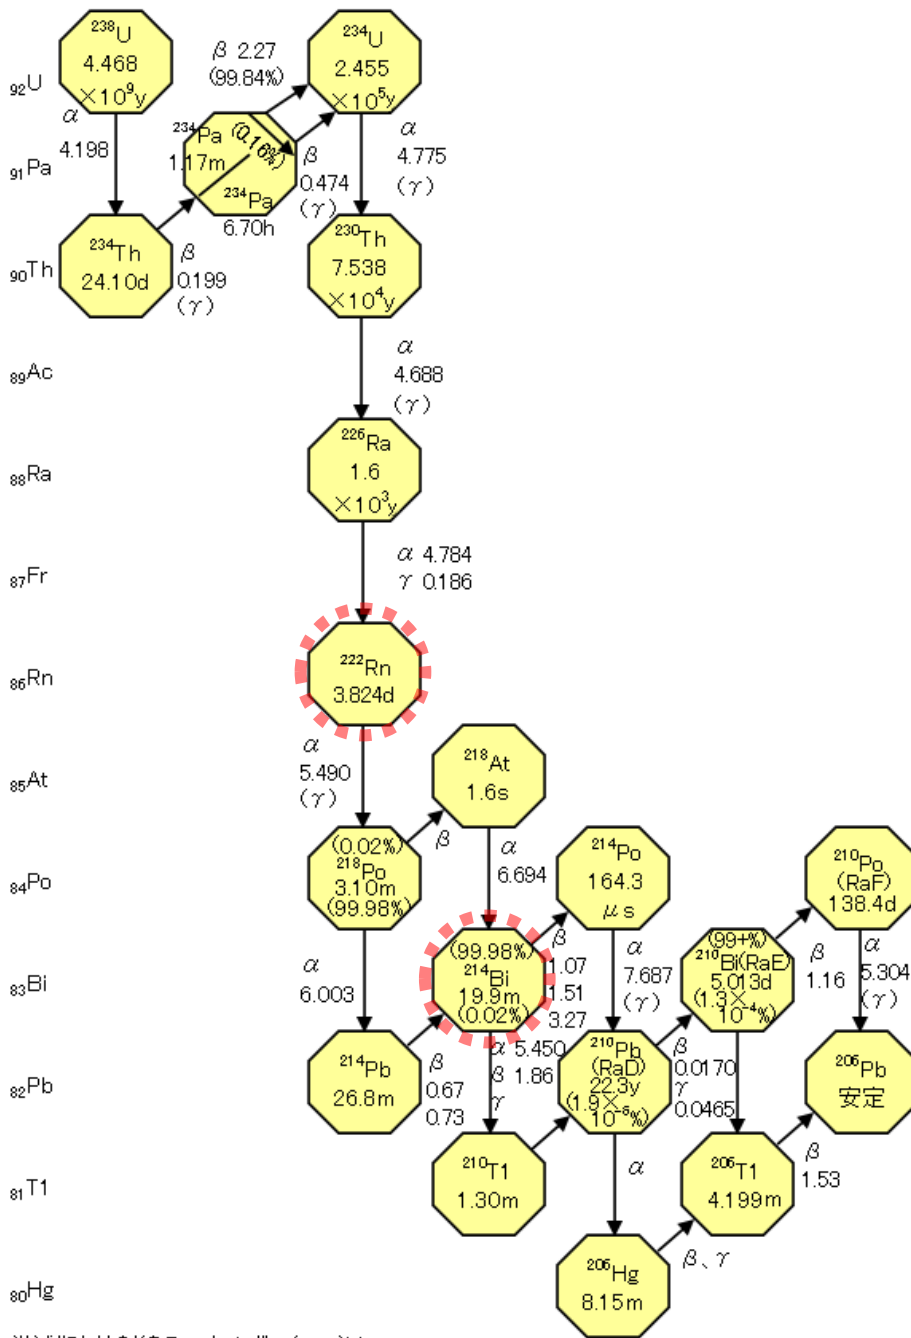 ²³⁸U
4.468
×10⁹y
β 2.27
(99.84%)
²³⁴U
2.455
×10⁵y
₉₂U
α
4.198
²³⁴Pa
1.17m
(0.16%)
²³⁴Pa
6.70h
β
0.474
(γ)
α
4.775
(γ)
₉₁Pa
²³⁴Th
24.10d
β
0.199
(γ)
²³⁰Th
7.538
×10⁴y
₉₀Th
α
4.688
(γ)
₈₉Ac
²²⁶Ra
1.6
×10³y
₈₈Ra
α 4.784
γ 0.186
₈₇Fr
²²²Rn
3.824d
₈₆Rn
α
5.490
(γ)
²¹⁸At
1.6s
₈₅At
(0.02%)
²¹⁸Po
3.10m
(99.98%)
β
α
6.694
²¹⁴Po
164.3
μs
²¹⁰Po
(RaF)
138.4d
₈₄Po
α
6.003
(99.98%)
²¹⁴Bi
19.9m
(0.02%)
β
1.07
1.51
3.27
α
7.687
(γ)
(99+%)
²¹⁰Bi(RaE)
5.013d
(1.3×
10⁻⁴%)
β
1.16
α
5.304
(γ)
₈₃Bi
²¹⁴Pb
26.8m
β
0.67
0.73
α 5.450
β 1.86
γ
²¹⁰Pb
(RaD)
22.3y
(1.9×
10⁻⁶%)
β
0.0170
γ
0.0465
²⁰⁶Pb
安定
₈₂Pb
²¹⁰T1
1.30m
α
²⁰⁶T1
4.199m
β
1.53
₈₁T1
²⁰⁶Hg
8.15m
β、γ
₈₀Hg